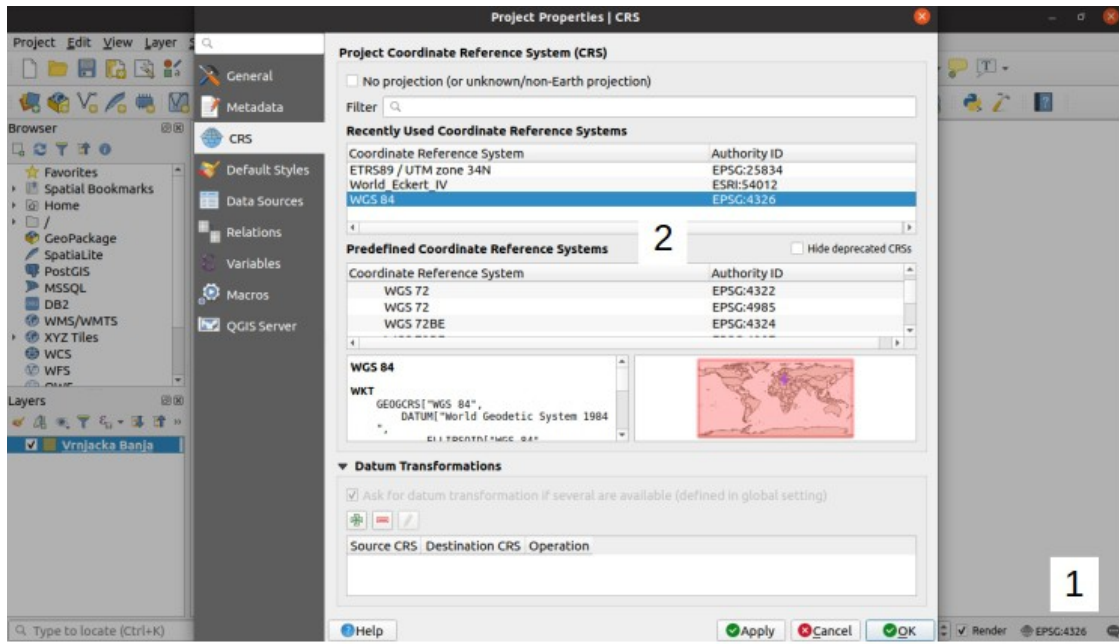 Project Properties | CRS
Project Edit View Layer
General
Metadata
CRS
Default Styles
Data Sources
Relations
Variables
Macros
QGIS Server
Browser
Favorites
Spatial Bookmarks
Home
/
GeoPackage
SpatiaLite
PostGIS
MSSQL
DB2
WMS/WMTS
XYZ Tiles
WCS
WFS
Layers
Vrnjacka Banja
Type to locate (Ctrl+K)
Project Coordinate Reference System (CRS)
No projection (or unknown/non-Earth projection)
Filter
Recently Used Coordinate Reference Systems
Coordinate Reference System Authority ID
ETRS89 / UTM zone 34N EPSG:25834
World_Eckert_IV ESRI:54012
WGS 84 EPSG:4326
2
Predefined Coordinate Reference Systems Hide deprecated CRSs
Coordinate Reference System Authority ID
WGS 72 EPSG:4322
WGS 72 EPSG:4985
WGS 72BE EPSG:4324
WGS 84
WKT
GEOGCRS["WGS 84",
DATUM["World Geodetic System 1984
",
ELLIPSOID["WGS 84"
Datum Transformations
Ask for datum transformation if several are available (defined in global setting)
Source CRS Destination CRS Operation
Help Apply Cancel OK
1
Render EPSG:4326